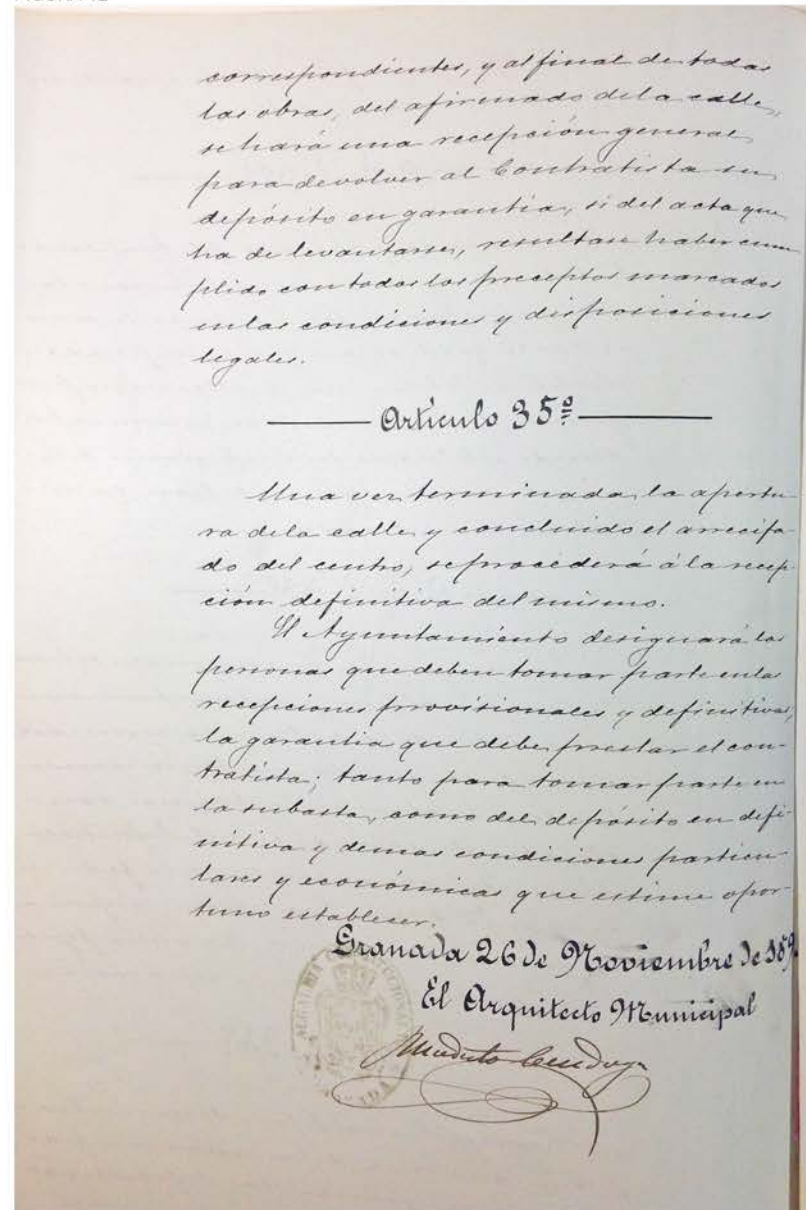 correspondientes, y al final de todas
las obras, del afirmado de la calle,
se hará una recepción general
para devolver al Contratista su
depósito en garantia, si del acta que
ha de levantarse, resultase haber cum
plido con todos los preceptos marcados
en las condiciones y disposiciones
legales.
Artículo 35º
Una vez terminada la apertu-
ra de la calle y concluido el arrecifa-
do del centro, se procederá á la recep-
ción definitiva del mismo.
El Ayuntamiento designará las
personas que deben tomar parte en las
recepciones provisionales y definitivas,
la garantia que debe prestar el con-
tratista; tanto para tomar parte en
la subasta, como del depósito en defi-
nitiva y demas condiciones particu-
lares y económicas que estime opor-
tuno establecer.
Granada 26 de Noviembre de
El Arquitecto Municipal
Modesto Cendoya